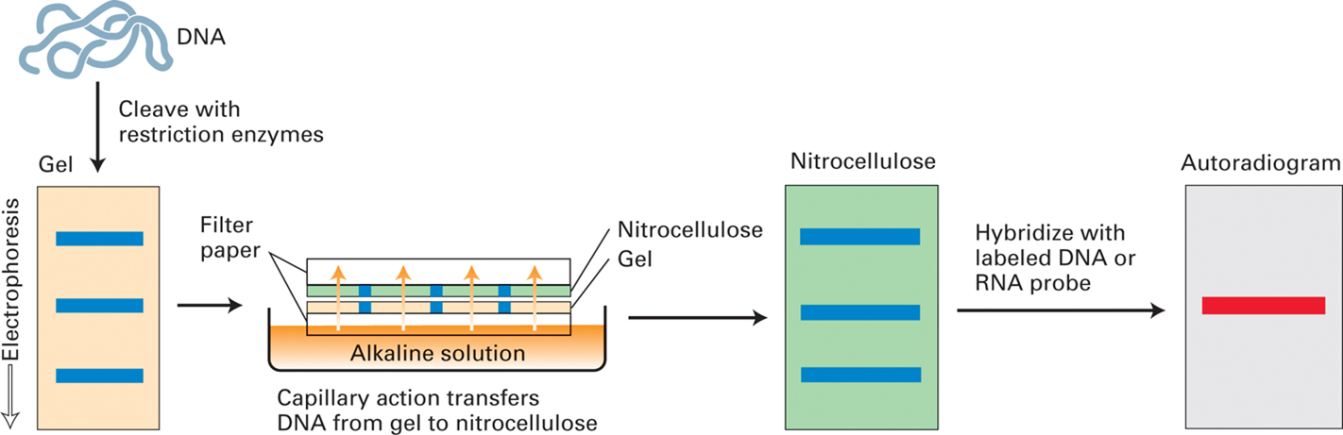 DNA
Cleave with
restriction enzymes
Gel
Electrophoresis
Filter
paper
Nitrocellulose
Gel
Alkaline solution
Capillary action transfers
DNA from gel to nitrocellulose
Nitrocellulose
Hybridize with
labeled DNA or
RNA probe
Autoradiogram